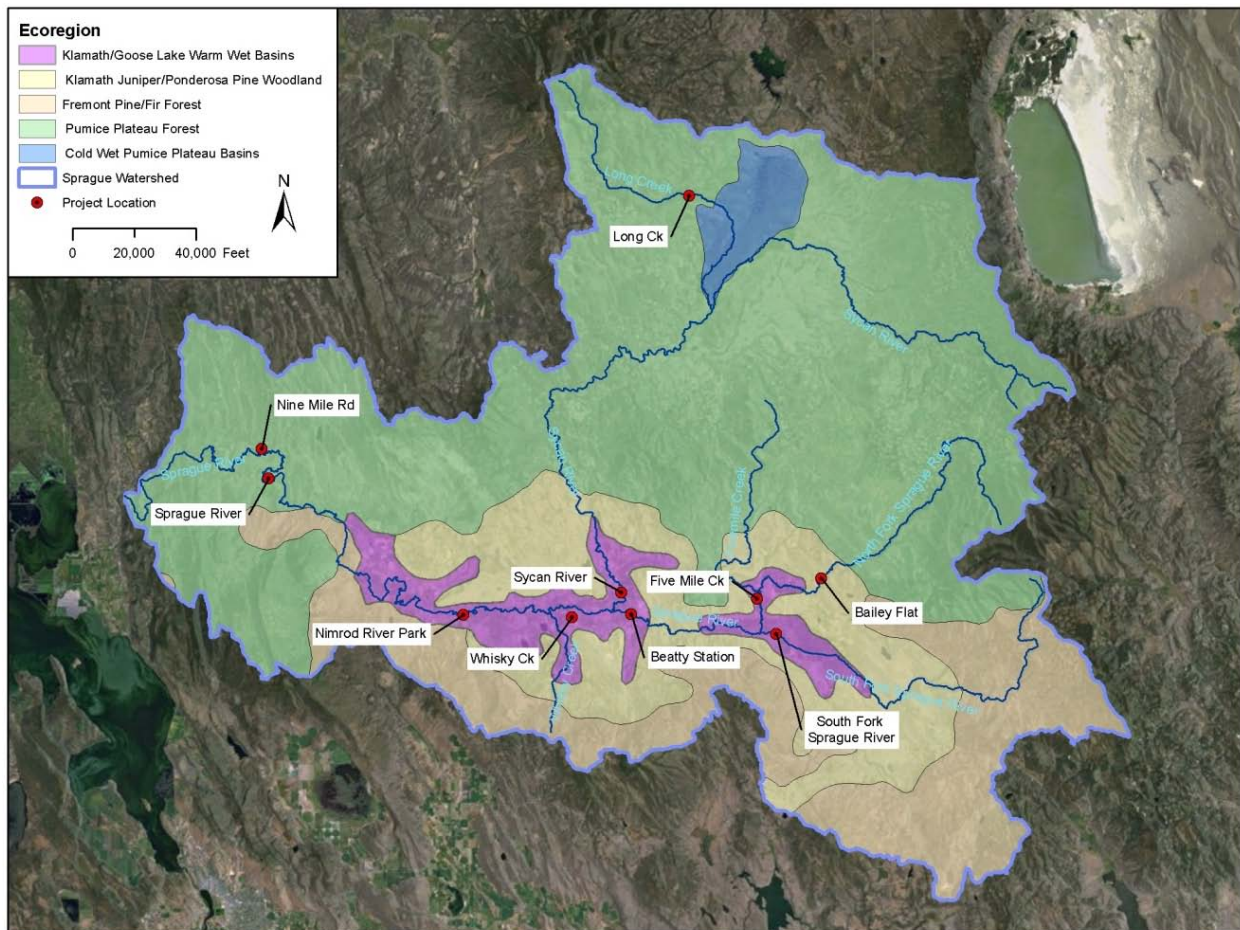 Ecoregion
Klamath/Goose Lake Warm Wet Basins
Klamath Juniper/Ponderosa Pine Woodland
Fremont Pine/Fir Forest
Pumice Plateau Forest
Cold Wet Pumice Plateau Basins
Sprague Watershed
Project Location
N
0 20,000 40,000 Feet
Long Creek
Long Ck
Sycan River
Nine Mile Rd
Sprague River
Sprague River
Sycan River
North Fork Sprague River
Creek
Sycan River
Five Mile Ck
Bailey Flat
Nimrod River Park
River
Whisky Ck
Beatty Station
South Fork Sprague River
South Fork
Sprague River